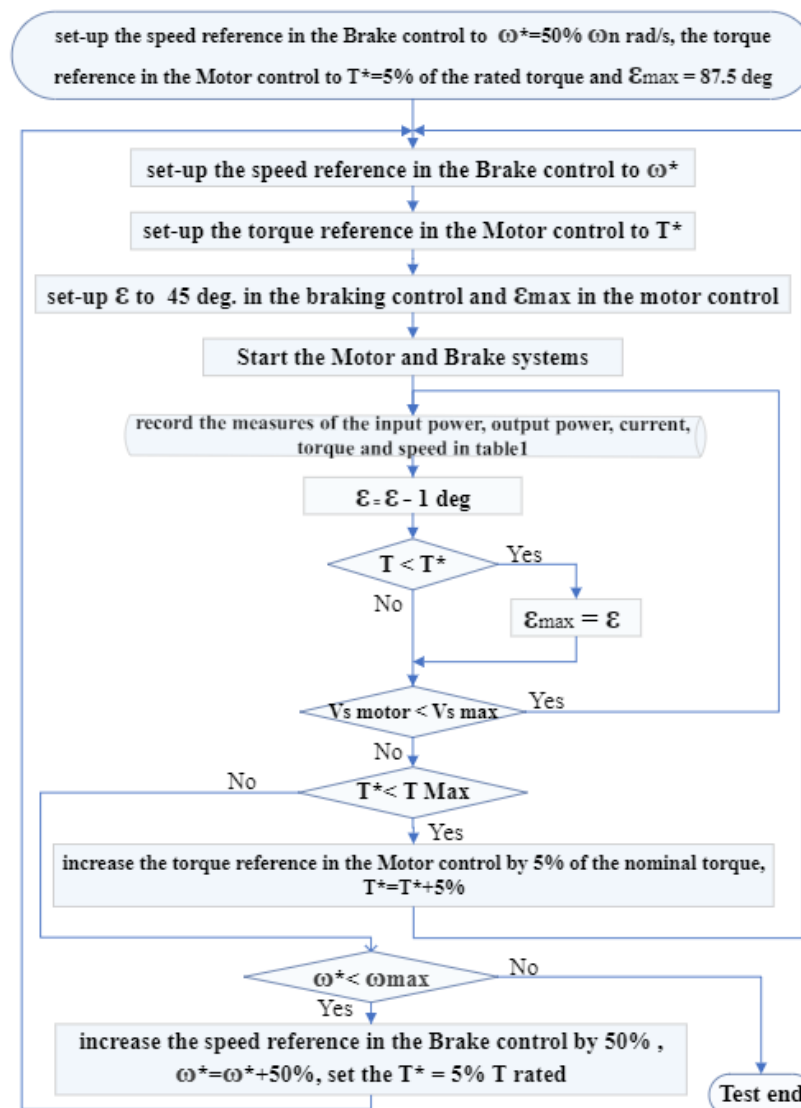 set-up the speed reference in the Brake control to ω*=50% ωn rad/s, the torque
reference in the Motor control to T*=5% of the rated torque and Ɛmax = 87.5 deg
set-up the speed reference in the Brake control to ω*
set-up the torque reference in the Motor control to T*
set-up Ɛ to 45 deg. in the braking control and Ɛmax in the motor control
Start the Motor and Brake systems
record the measures of the input power, output power, current,
torque and speed in table1
Ɛ = Ɛ - 1 deg
T < T*
Yes
No
Ɛmax = Ɛ
Vs motor < Vs max
Yes
No
T*< T Max
No
Yes
increase the torque reference in the Motor control by 5% of the nominal torque,
T*=T*+5%
ω*< ωmax
No
Yes
increase the speed reference in the Brake control by 50% ,
ω*=ω*+50%, set the T* = 5% T rated
Test end